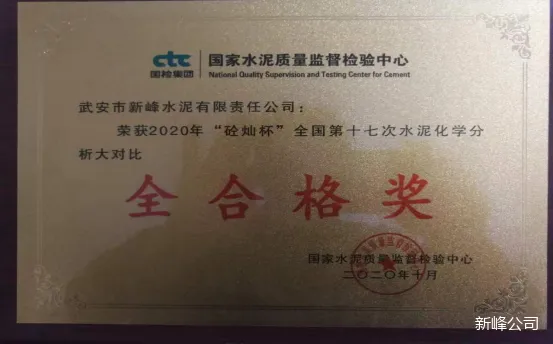 ctc
国检集团
国家水泥质量监督检验中心
National Quality Supervision and Testing Center for Cement
武安市新峰水泥有限责任公司：
荣获2020年“砼灿杯”全国第十七次水泥化学分
析大对比
全合格奖
国家水泥质量监督检验中心
二〇二〇年十月
新峰公司